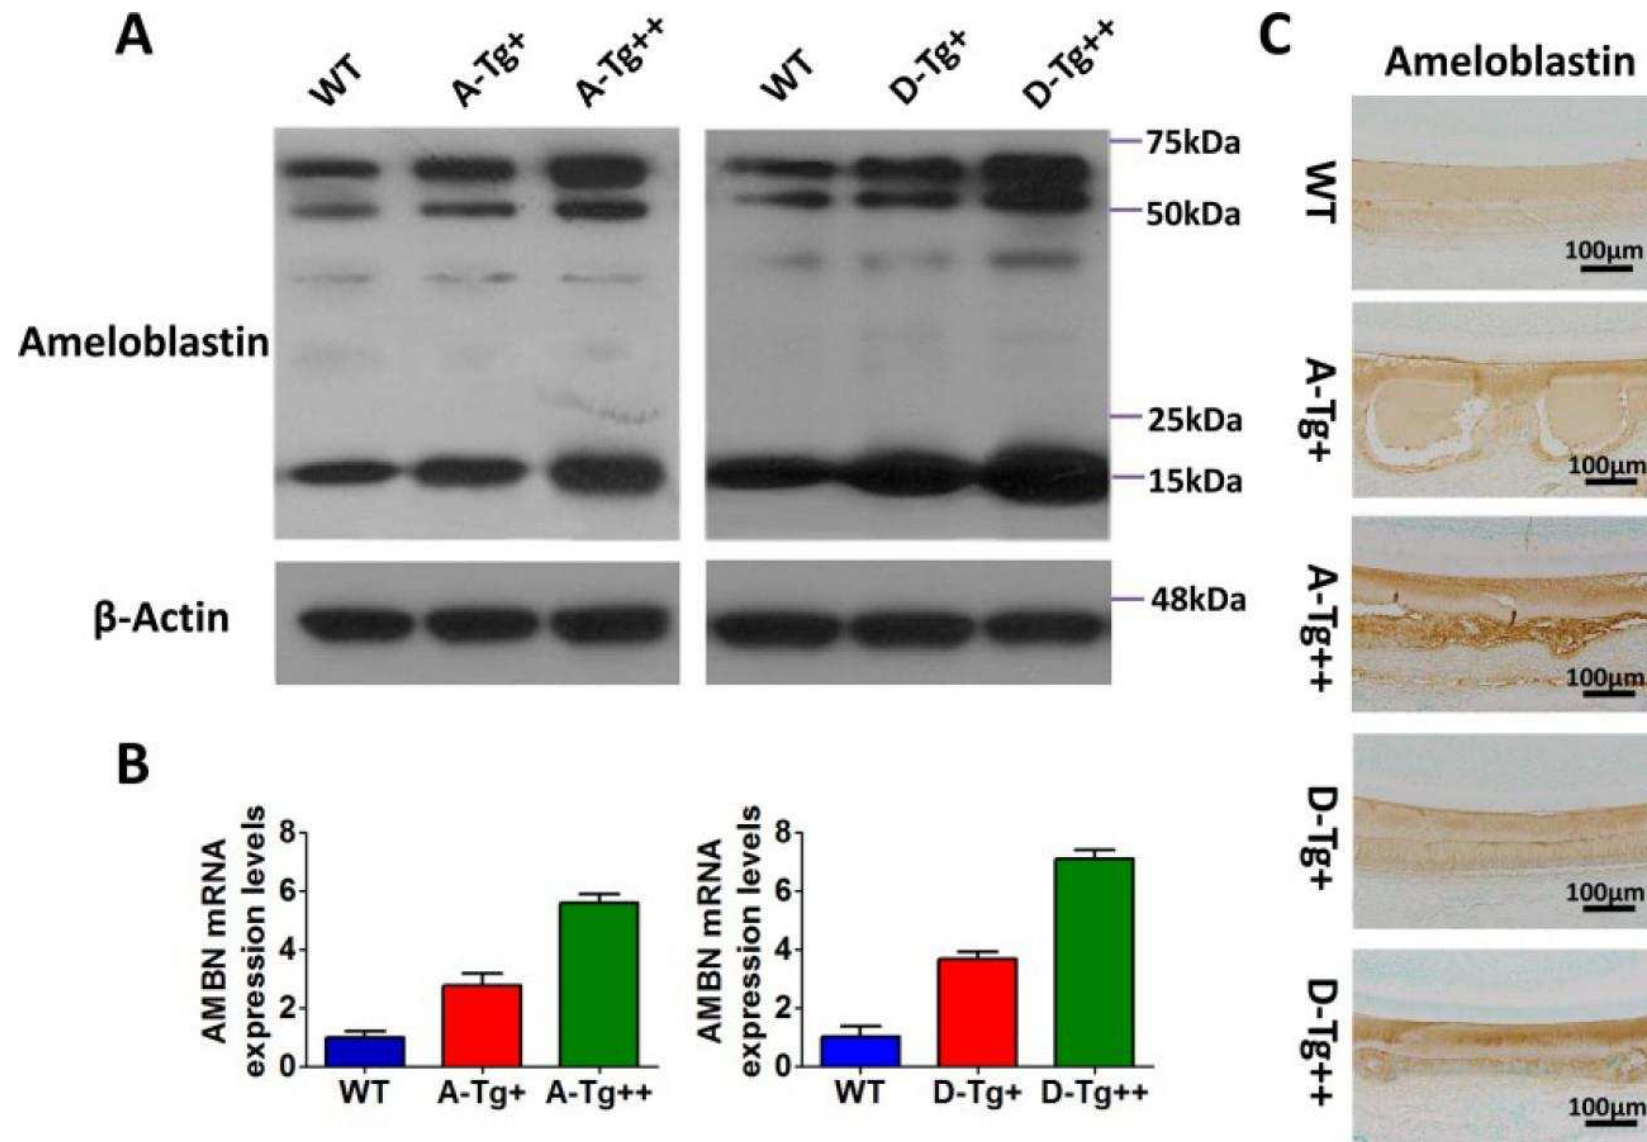 A
WT
A-Tg+
A-Tg++
WT
D-Tg+
D-Tg++
75kDa
50kDa
Ameloblastin
25kDa
15kDa
β-Actin
48kDa
B
AMBN mRNA
expression levels
8
6
4
2
0
WT
A-Tg+
A-Tg++
AMBN mRNA
expression levels
8
6
4
2
0
WT
D-Tg+
D-Tg++
C
Ameloblastin
WT
100μm
A-Tg+
100μm
A-Tg++
100μm
D-Tg+
100μm
D-Tg++
100μm